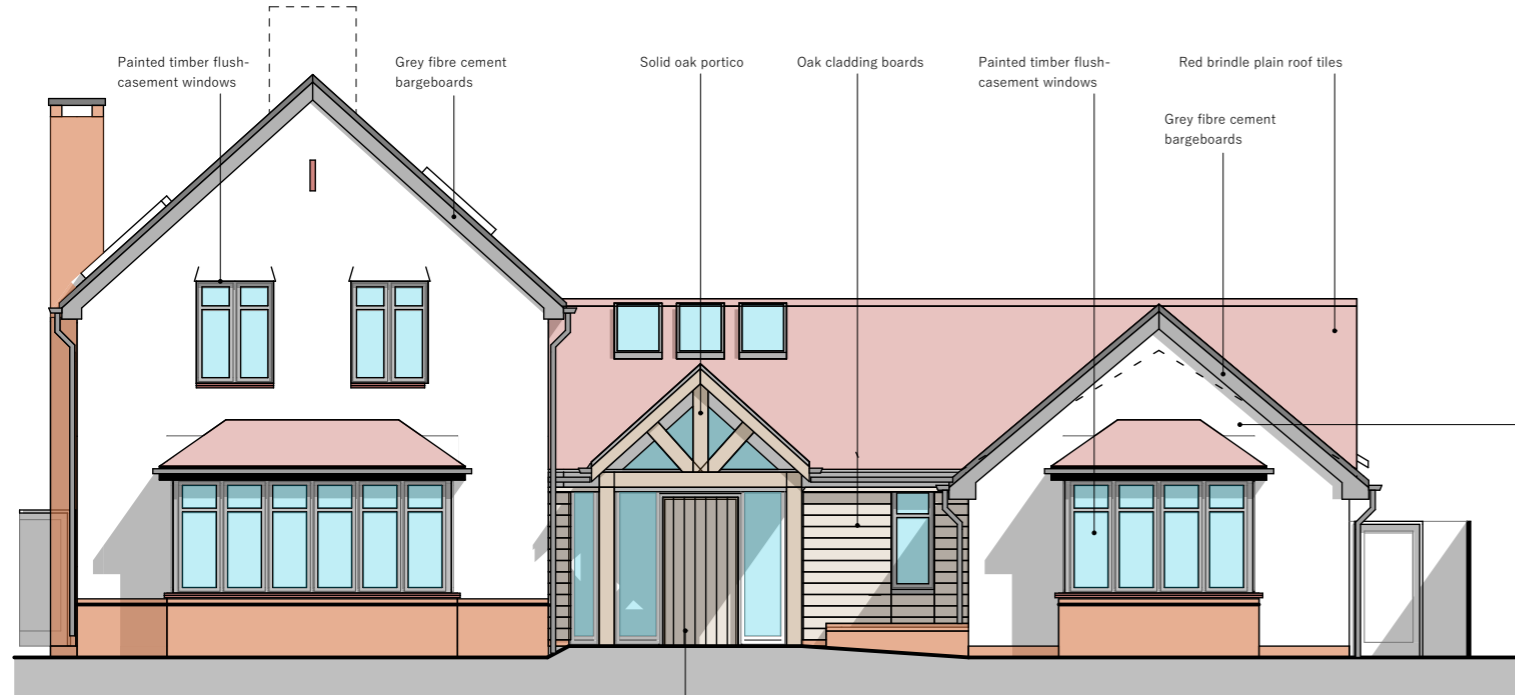 Painted timber flush-
casement windows
Grey fibre cement
bargeboards
Solid oak portico
Oak cladding boards
Painted timber flush-
casement windows
Red brindle plain roof tiles
Grey fibre cement
bargeboards